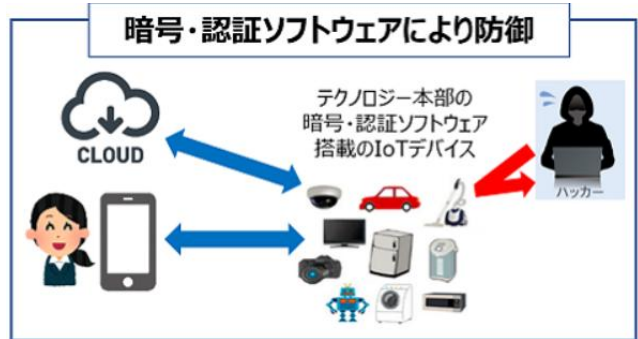 暗号・認証ソフトウェアにより防御
テクノロジー本部の
暗号・認証ソフトウェア
搭載のIoTデバイス
CLOUD
ハッカー